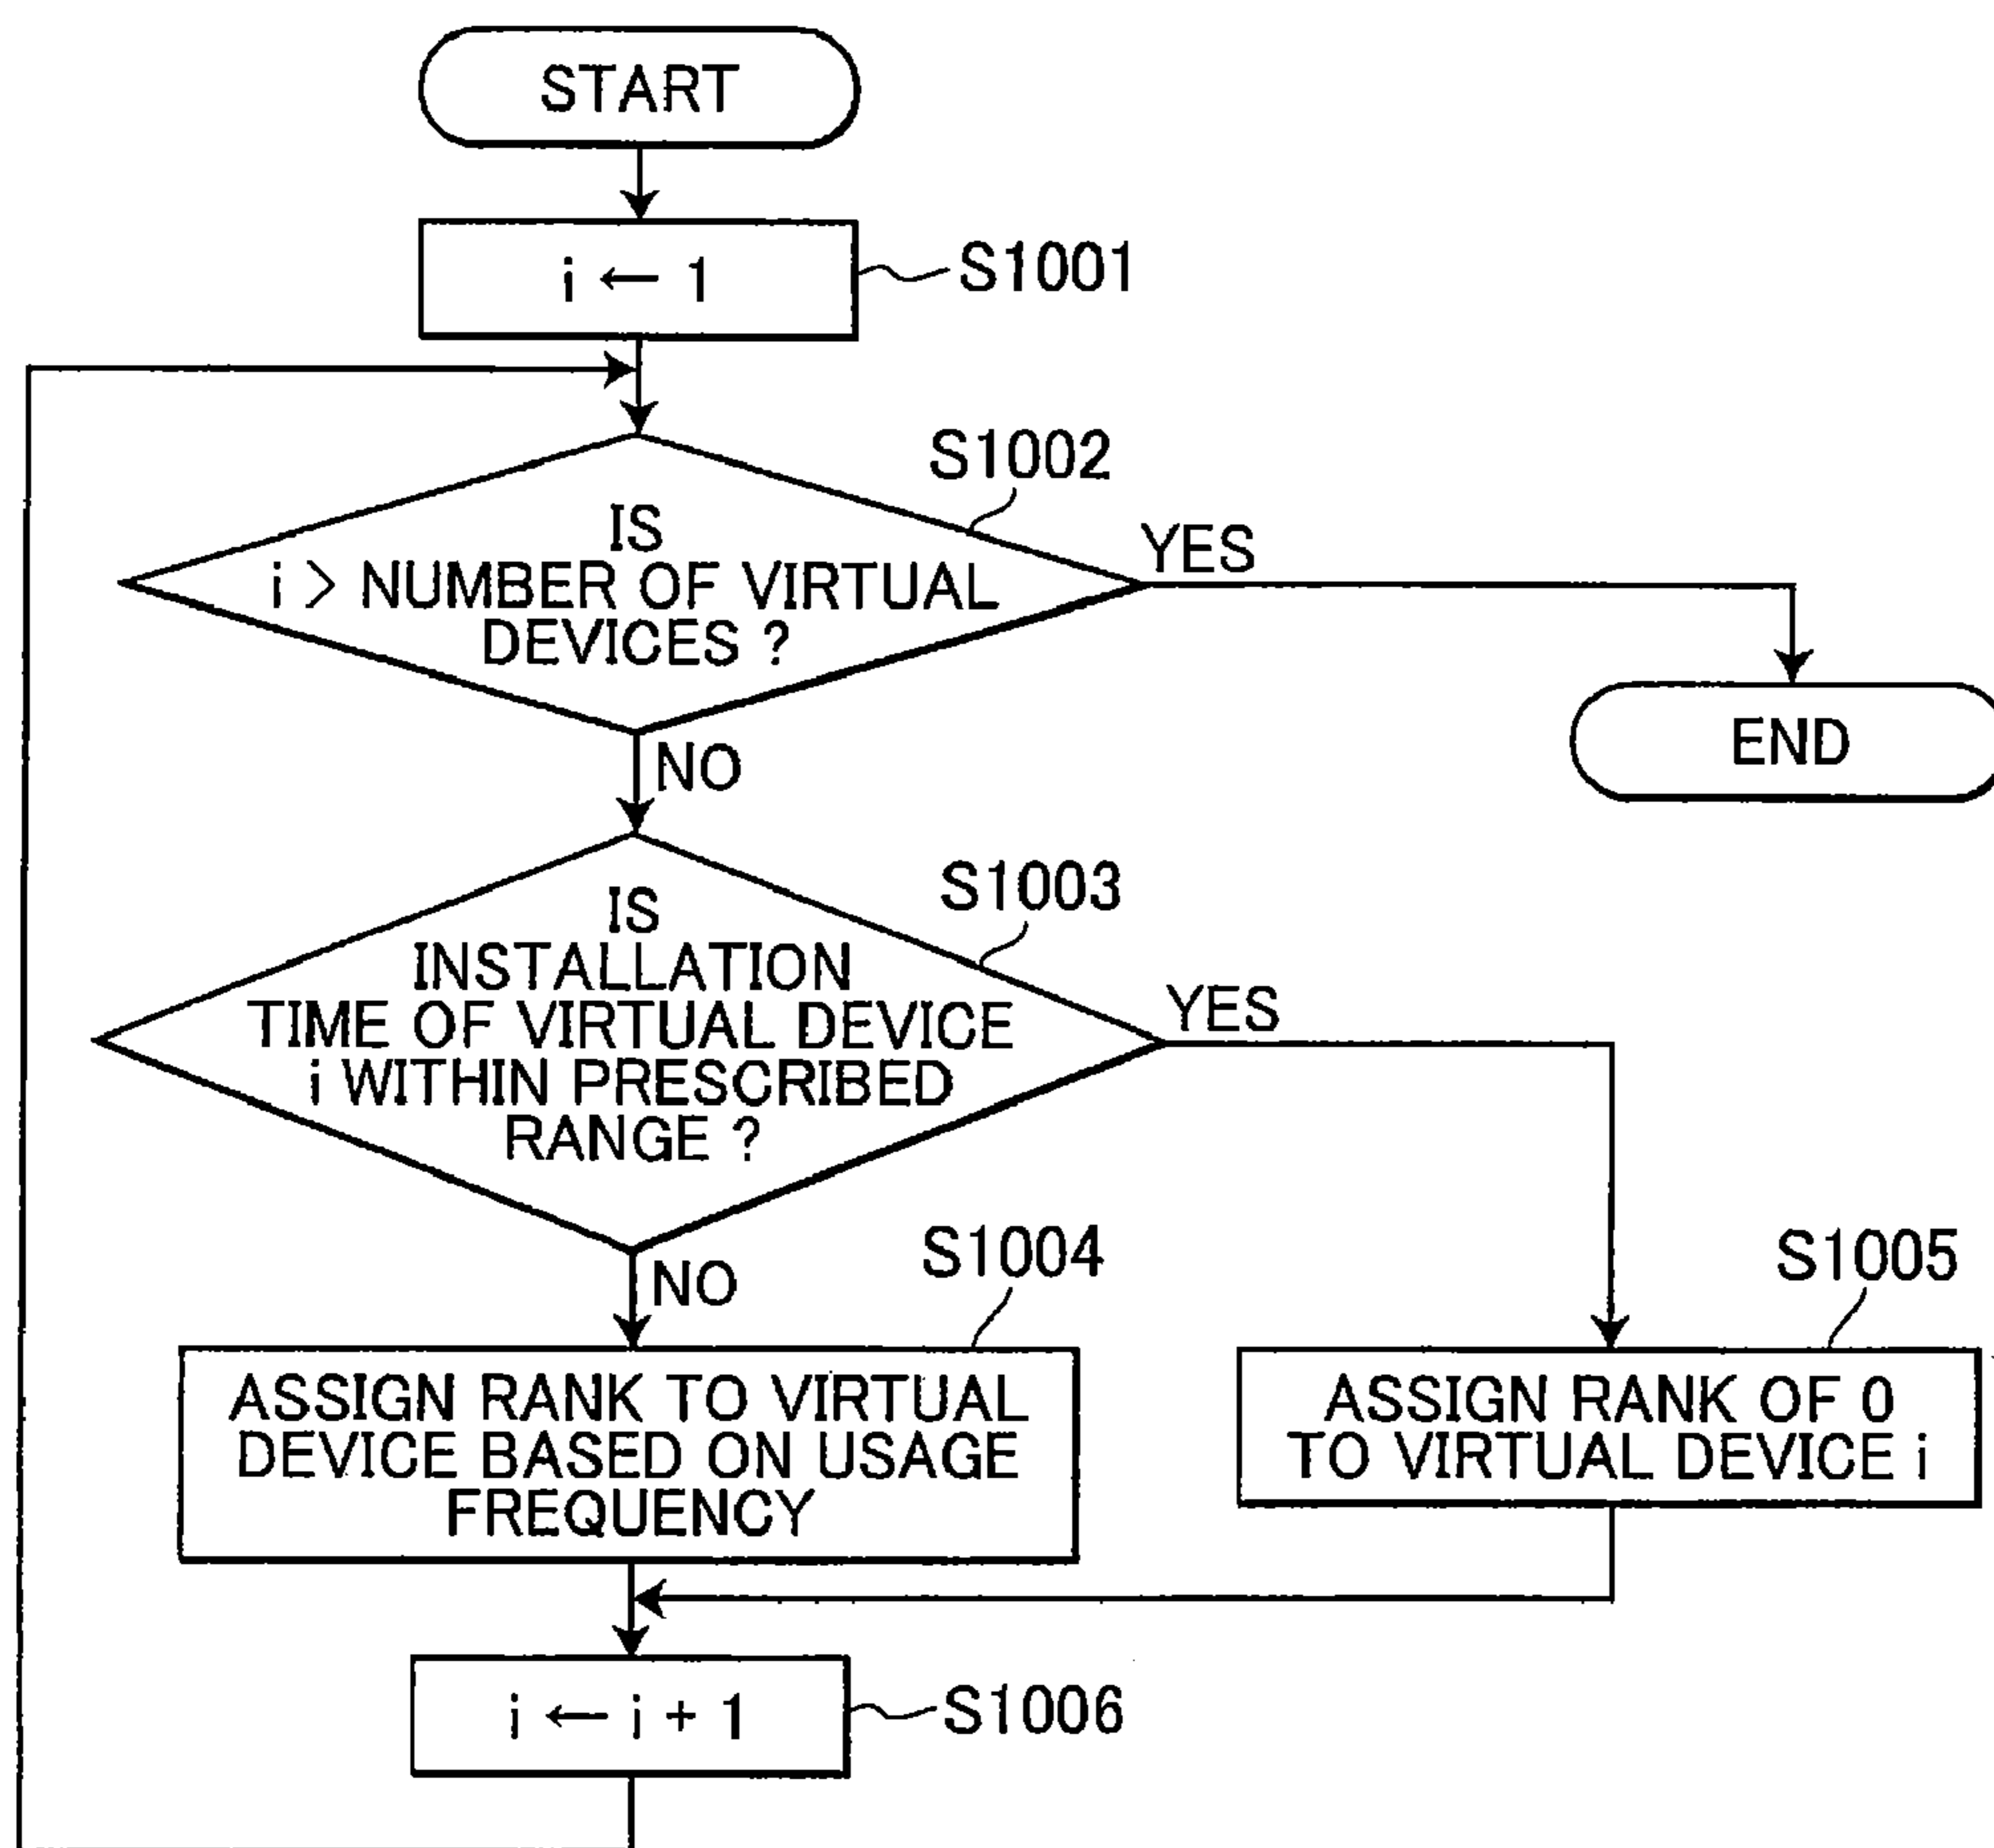 START
i ← 1
S1001
S1002
IS
i > NUMBER OF VIRTUAL
DEVICES ?
YES
END
NO
S1003
IS
INSTALLATION
TIME OF VIRTUAL DEVICE
i WITHIN PRESCRIBED
RANGE ?
YES
NO
S1004
ASSIGN RANK TO VIRTUAL
DEVICE BASED ON USAGE
FREQUENCY
S1005
ASSIGN RANK OF 0
TO VIRTUAL DEVICE i
i ← i + 1
S1006